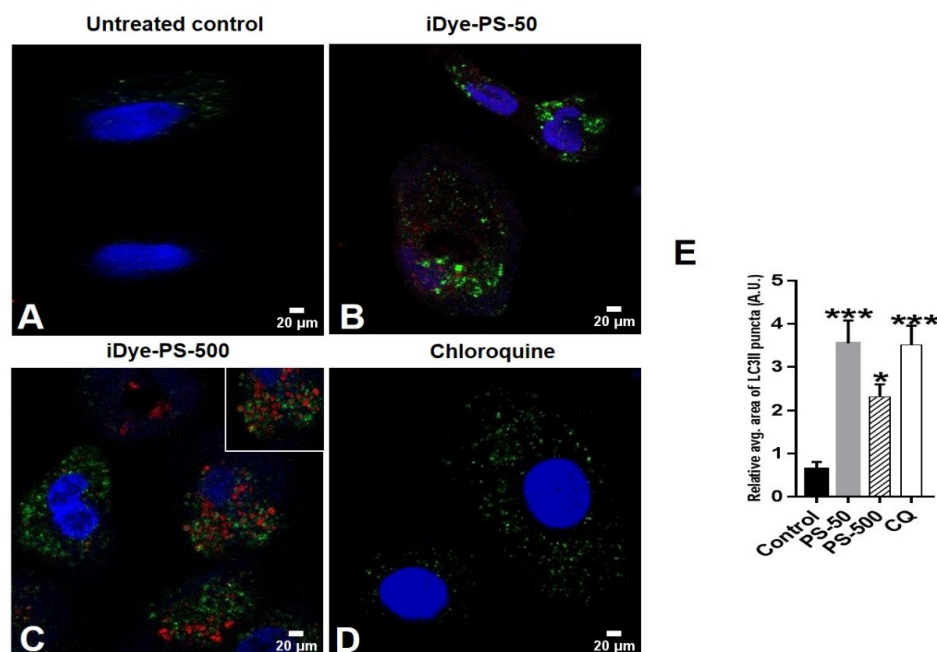 Untreated control
iDye-PS-50
A
20 µm
B
20 µm
iDye-PS-500
Chloroquine
C
20 µm
D
20 µm
E
Relative avg. area of LC3II puncta (A.U.)
5
4
3
2
1
0
***
*
***
Control
PS-50
PS-500
CQ